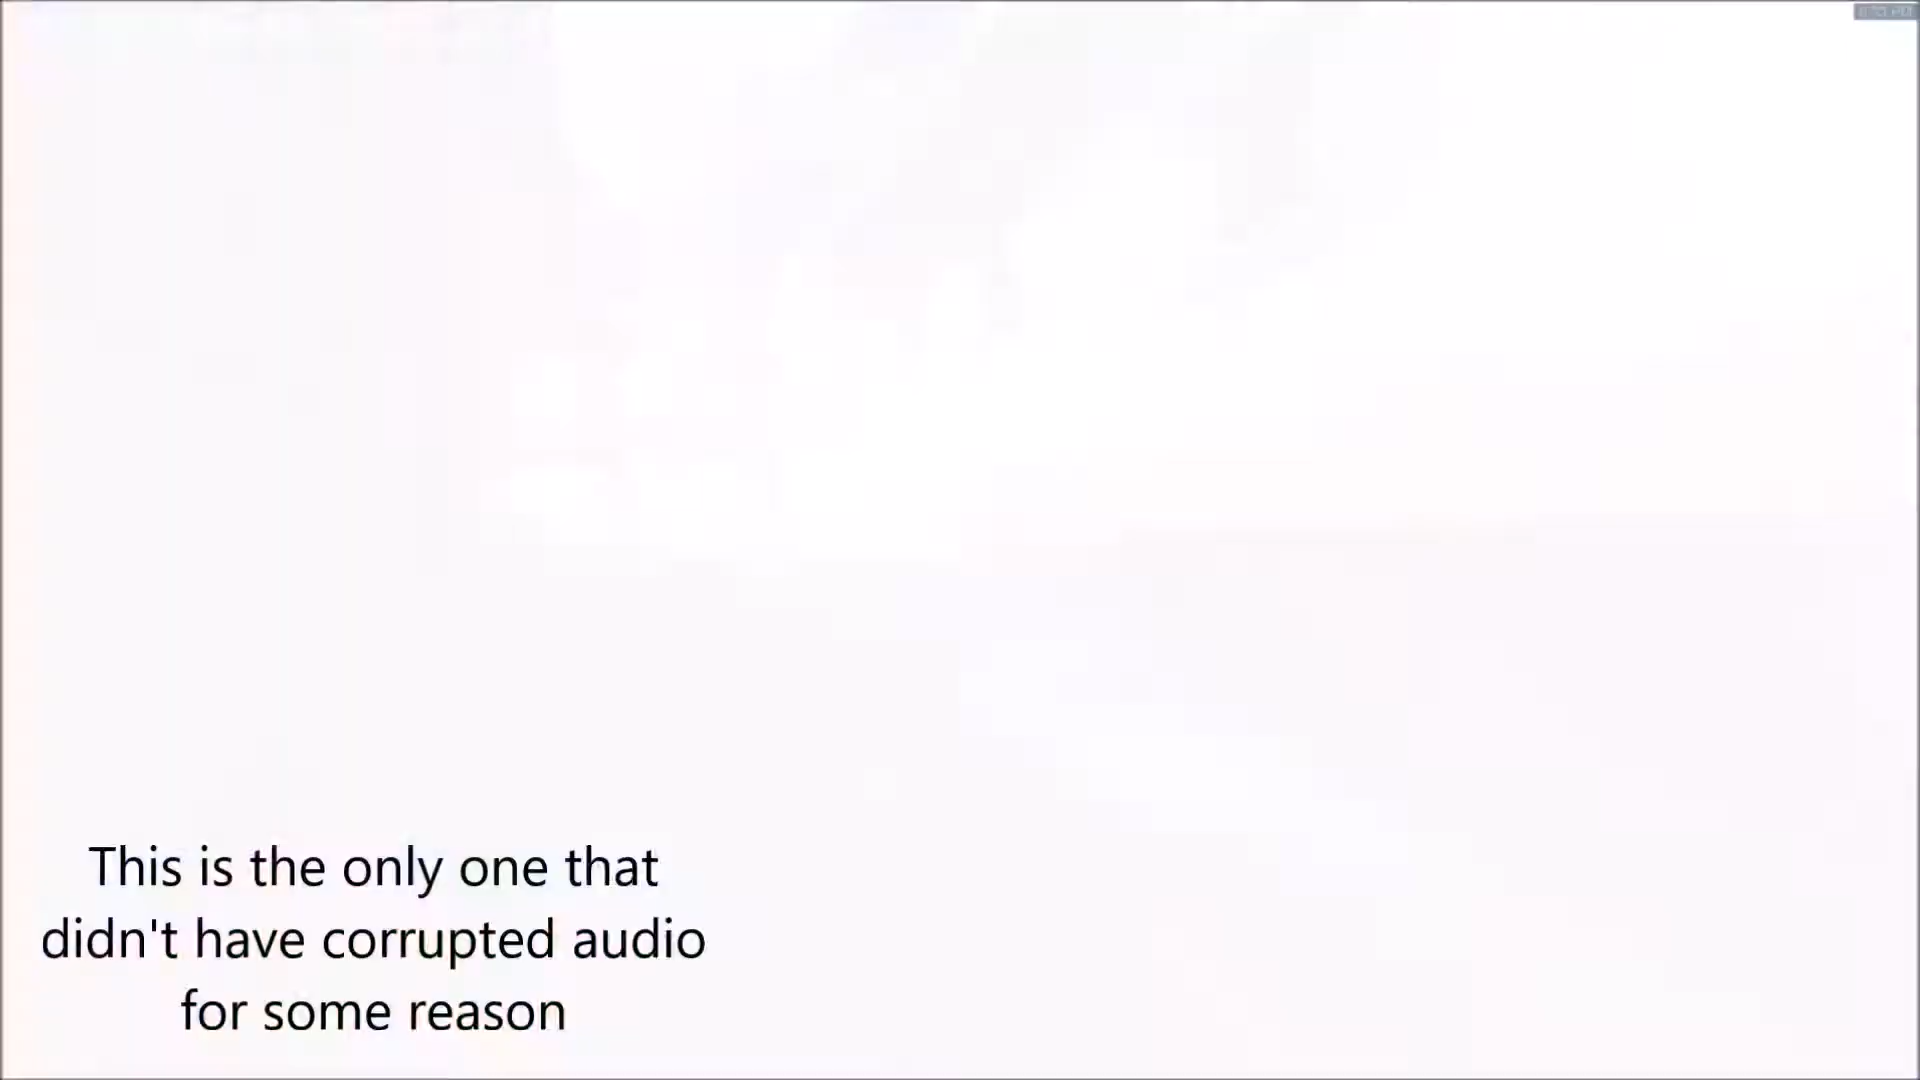 This is the only one that
didn't have corrupted audio
for some reason